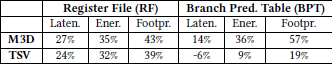 Register File (RF) Branch Pred. Table (BPT)
Laten. Ener. Footpr. Laten. Ener. Footpr.
M3D 27% 35% 43% 14% 36% 57%
TSV 24% 32% 39% -6% 9% 19%